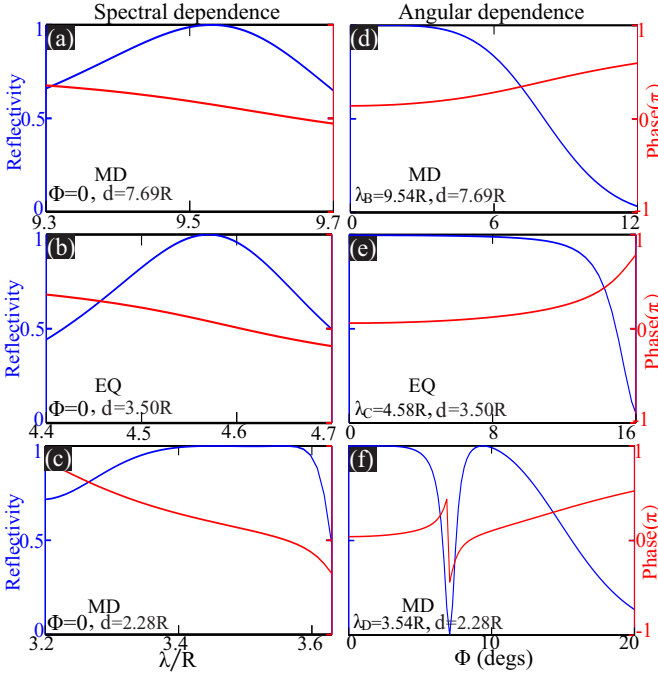 Spectral dependence
Angular dependence
(a)
1
Reflectivity
0.5
0
MD
Φ=0, d=7.69R
9.3
9.5
9.7
(d)
1
0
-1
Phase(π)
MD
λB=9.54R, d=7.69R
0
6
12
(b)
1
Reflectivity
0.5
0
EQ
Φ=0, d=3.50R
4.4
4.5
4.6
4.7
(e)
1
0
-1
Phase(π)
EQ
λC=4.58R, d=3.50R
0
8
16
(c)
1
Reflectivity
0.5
0
MD
Φ=0, d=2.28R
3.2
3.4
3.6
λ/R
(f)
1
0
-1
Phase(π)
MD
λD=3.54R, d=2.28R
0
10
20
Φ (degs)